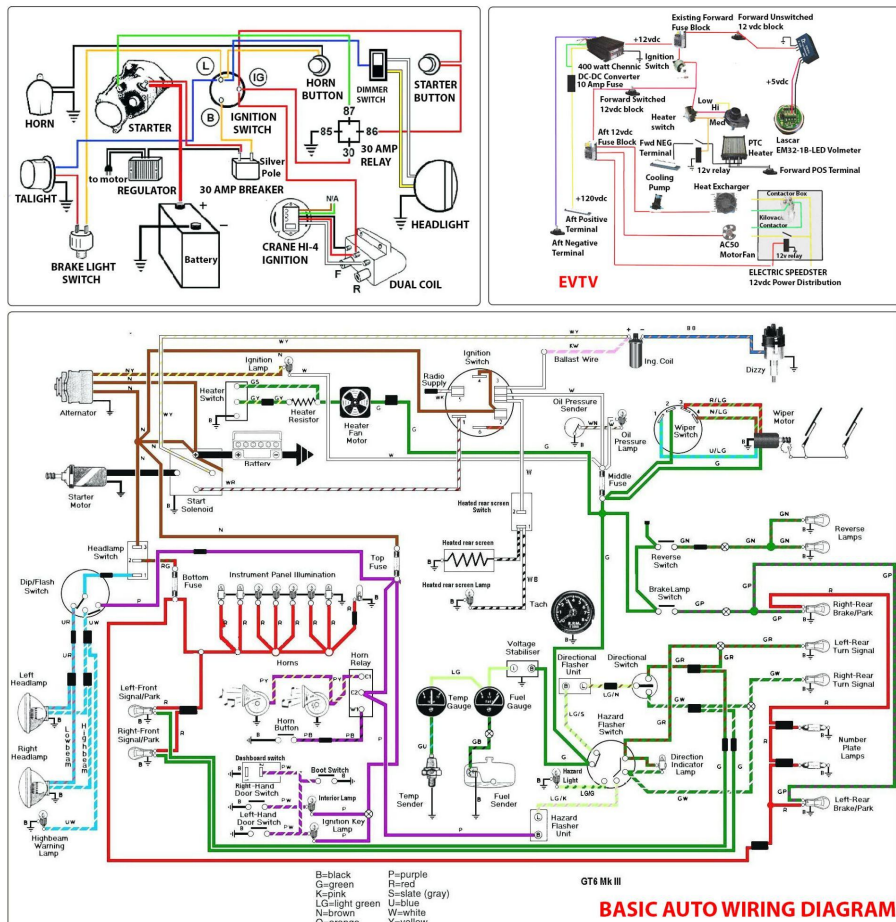 L
IG
B
HORN
STARTER
IGNITION
SWITCH
HORN
BUTTON
DIMMER
SWITCH
STARTER
BUTTON
87
85
86
30
30 AMP
RELAY
TALIGHT
to motor
REGULATOR
Silver
Pole
30 AMP BREAKER
N/A
HEADLIGHT
CRANE HI-4
IGNITION
F
R
DUAL COIL
BRAKE LIGHT
SWITCH
+
−
Battery
+12vdc
Existing Forward
Fuse Block
Forward Unswitched
12 vdc block
400 watt Chennic
DC-DC Converter
10 Amp Fuse
Ignition
Switch
+5vdc
Forward Switched
12vdc block
Low
Hi
Med
Heater
switch
Lascar
EM32-1B-LED Volmeter
Aft 12vdc
Fuse Block
Fwd NEG
Terminal
12v relay
PTC
Heater
Forward POS Terminal
Cooling
Pump
Heat Excharger
Contactor Box
Kilovac
Contactor
+120vdc
Aft Positive
Terminal
Aft Negative
Terminal
AC50
MotorFan
12v relay
EVTV
ELECTRIC SPEEDSTER
12vdc Power Distribution
Alternator
Ignition
Lamp
Heater
Switch
Heater
Resistor
Heater
Fan
Motor
Radio
Supply
Ignition
Switch
Ballast Wire
Ing. Coil
Dizzy
Oil Pressure
Sender
Oil
Pressure
Lamp
Wiper
Switch
Wiper
Motor
Battery
Starter
Motor
Start
Solenoid
Middle
Fuse
Heated rear screen
Switch
Heated rear screen
Heated rear screen Lamp
Reverse
Switch
Reverse
Lamps
Headlamp
Switch
Dip/Flash
Switch
Bottom
Fuse
Instrument Panel Illumination
Top
Fuse
Tach
BrakeLamp
Switch
Right-Rear
Brake/Park
Left-Rear
Turn Signal
Right-Rear
Turn Signal
Number
Plate Lamps
Left-Rear
Brake/Park
Left
Headlamp
Right
Headlamp
Lowbeam
Highbeam
Highbeam
Warning
Lamp
Left-Front
Signal/Park
Right-Front
Signal/Park
Horns
Horn
Relay
C1
C2
W1
Horn
Button
Dashboard switch
Right-Hand
Door Switch
Left-Hand
Door Switch
Boot Switch
Interior Lamp
Ignition Key
Lamp
Voltage
Stabiliser
Temp
Gauge
Fuel
Gauge
Temp
Sender
Fuel
Sender
Directional
Flasher
Unit
Directional
Switch
Hazard
Flasher
Switch
Direction
Indicator
Lamp
Hazard
Light
Hazard
Flasher
Unit
B=black
G=green
K=pink
LG=light green
N=brown
P=purple
R=red
S=slate (gray)
U=blue
W=white
GT6 Mk III
BASIC AUTO WIRING DIAGRAM